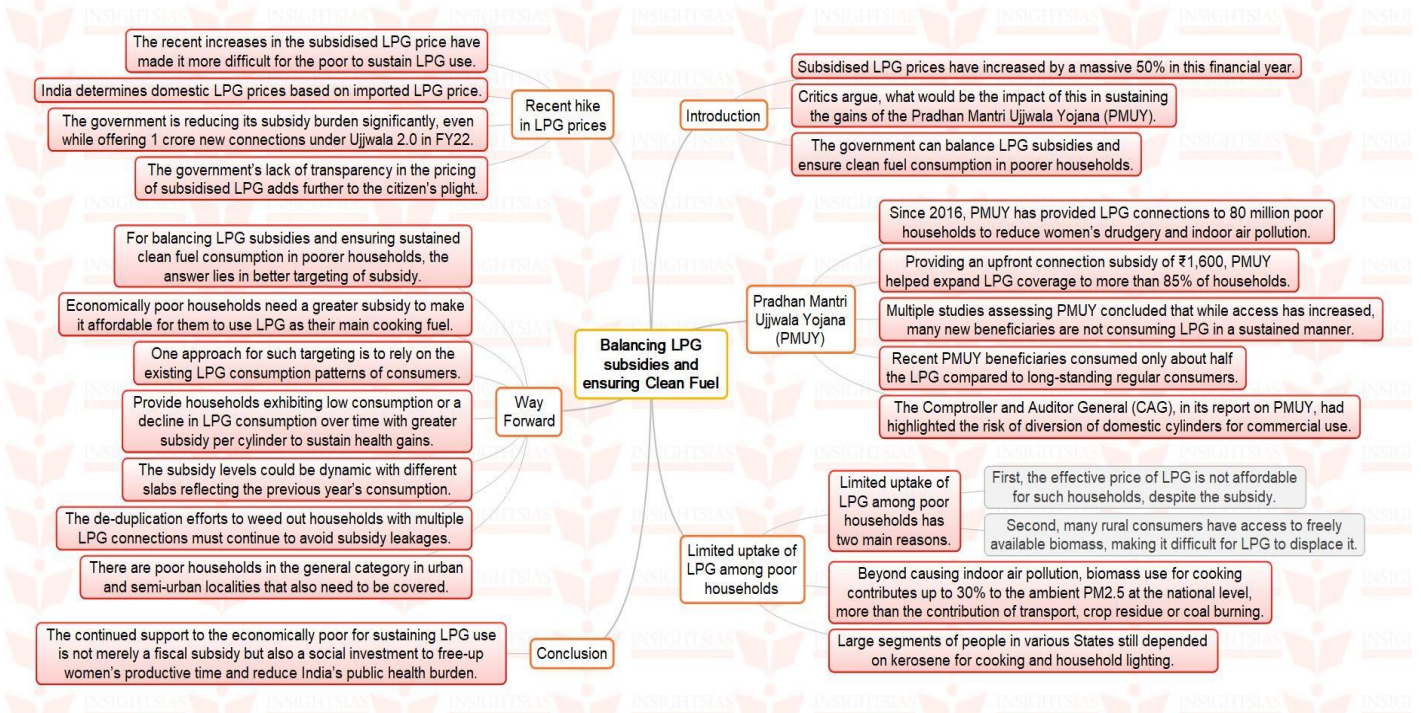 Balancing LPG
subsidies and
ensuring Clean Fuel
Introduction
Subsidised LPG prices have increased by a massive 50% in this financial year.
Critics argue, what would be the impact of this in sustaining
the gains of the Pradhan Mantri Ujjwala Yojana (PMUY).
The government can balance LPG subsidies and
ensure clean fuel consumption in poorer households.
Pradhan Mantri
Ujjwala Yojana
(PMUY)
Since 2016, PMUY has provided LPG connections to 80 million poor
households to reduce women's drudgery and indoor air pollution.
Providing an upfront connection subsidy of ₹1,600, PMUY
helped expand LPG coverage to more than 85% of households.
Multiple studies assessing PMUY concluded that while access has increased,
many new beneficiaries are not consuming LPG in a sustained manner.
Recent PMUY beneficiaries consumed only about half
the LPG compared to long-standing regular consumers.
The Comptroller and Auditor General (CAG), in its report on PMUY, had
highlighted the risk of diversion of domestic cylinders for commercial use.
Limited uptake of
LPG among poor
households
Limited uptake of
LPG among poor
households has
two main reasons.
First, the effective price of LPG is not affordable
for such households, despite the subsidy.
Second, many rural consumers have access to freely
available biomass, making it difficult for LPG to displace it.
Beyond causing indoor air pollution, biomass use for cooking
contributes up to 30% to the ambient PM2.5 at the national level,
more than the contribution of transport, crop residue or coal burning.
Large segments of people in various States still depended
on kerosene for cooking and household lighting.
Recent hike
in LPG prices
The recent increases in the subsidised LPG price have
made it more difficult for the poor to sustain LPG use.
India determines domestic LPG prices based on imported LPG price.
The government is reducing its subsidy burden significantly, even
while offering 1 crore new connections under Ujjwala 2.0 in FY22.
The government's lack of transparency in the pricing
of subsidised LPG adds further to the citizen's plight.
Way
Forward
For balancing LPG subsidies and ensuring sustained
clean fuel consumption in poorer households, the
answer lies in better targeting of subsidy.
Economically poor households need a greater subsidy to make
it affordable for them to use LPG as their main cooking fuel.
One approach for such targeting is to rely on the
existing LPG consumption patterns of consumers.
Provide households exhibiting low consumption or a
decline in LPG consumption over time with greater
subsidy per cylinder to sustain health gains.
The subsidy levels could be dynamic with different
slabs reflecting the previous year's consumption.
The de-duplication efforts to weed out households with multiple
LPG connections must continue to avoid subsidy leakages.
There are poor households in the general category in urban
and semi-urban localities that also need to be covered.
Conclusion
The continued support to the economically poor for sustaining LPG use
is not merely a fiscal subsidy but also a social investment to free-up
women's productive time and reduce India's public health burden.
INSIGHTSIAS